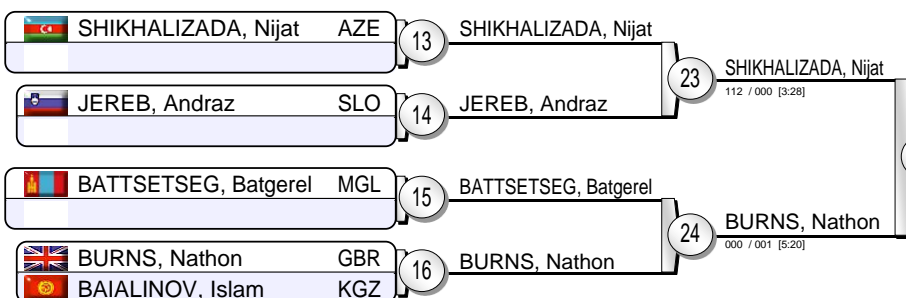 SHIKHALIZADA, Nijat AZE
13
SHIKHALIZADA, Nijat
JEREB, Andraz SLO
14
JEREB, Andraz
23
SHIKHALIZADA, Nijat
112 / 000 [3:28]
BATTSETSEG, Batgerel MGL
15
BATTSETSEG, Batgerel
BURNS, Nathon GBR
BAIALINOV, Islam KGZ
16
BURNS, Nathon
24
BURNS, Nathon
000 / 001 [5:20]